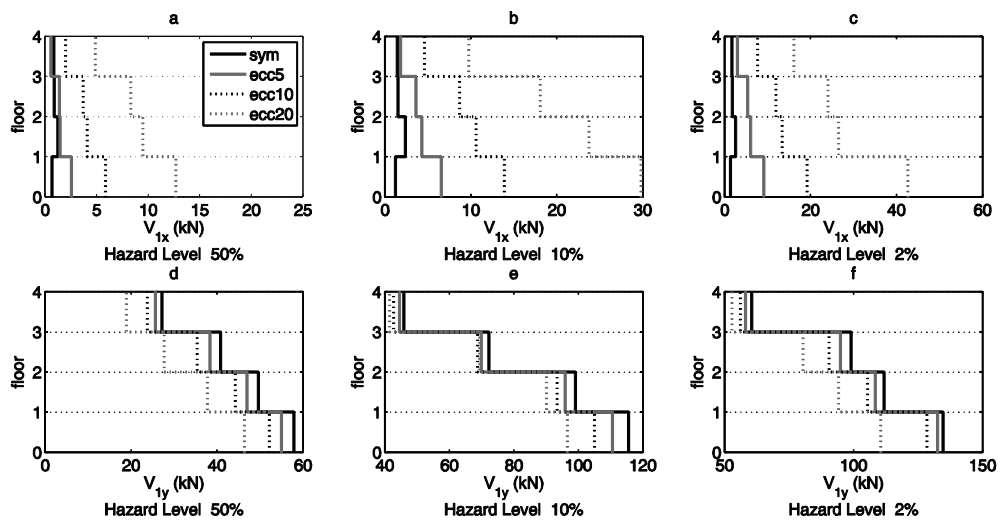 a
b
c
4
3
2
1
0
floor
sym
ecc5
ecc10
ecc20
0 5 10 15 20 25
V1x (kN)
Hazard Level 50%
4
3
2
1
0
floor
0 10 20 30
V1x (kN)
Hazard Level 10%
4
3
2
1
0
floor
0 20 40 60
V1x (kN)
Hazard Level 2%
d
e
f
4
3
2
1
0
floor
0 20 40 60
V1y (kN)
Hazard Level 50%
4
3
2
1
0
floor
40 60 80 100 120
V1y (kN)
Hazard Level 10%
4
3
2
1
0
floor
50 100 150
V1y (kN)
Hazard Level 2%